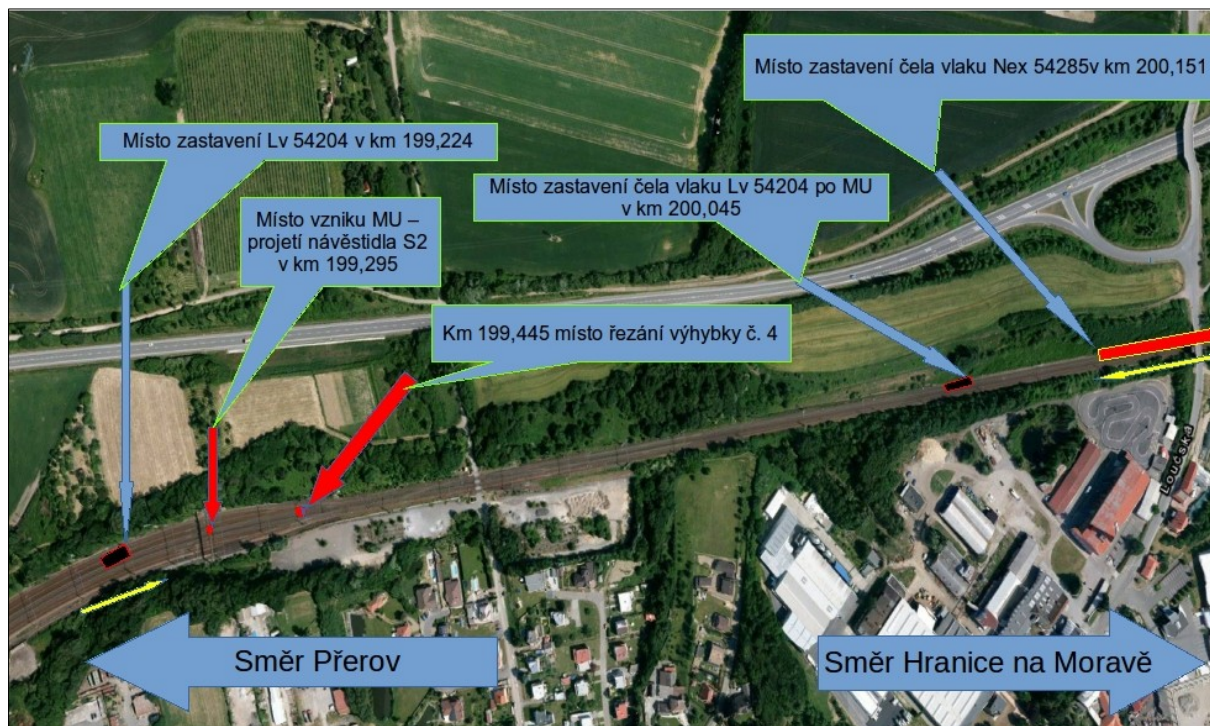 Místo zastavení čela vlaku Nex 54285v km 200,151
Místo zastavení Lv 54204 v km 199,224
Místo zastavení čela vlaku Lv 54204 po MU
v km 200,045
Místo vzniku MU –
projetí návěstidla S2
v km 199,295
Km 199,445 místo řezání výhybky č. 4
Loučská
Směr Přerov
Směr Hranice na Moravě